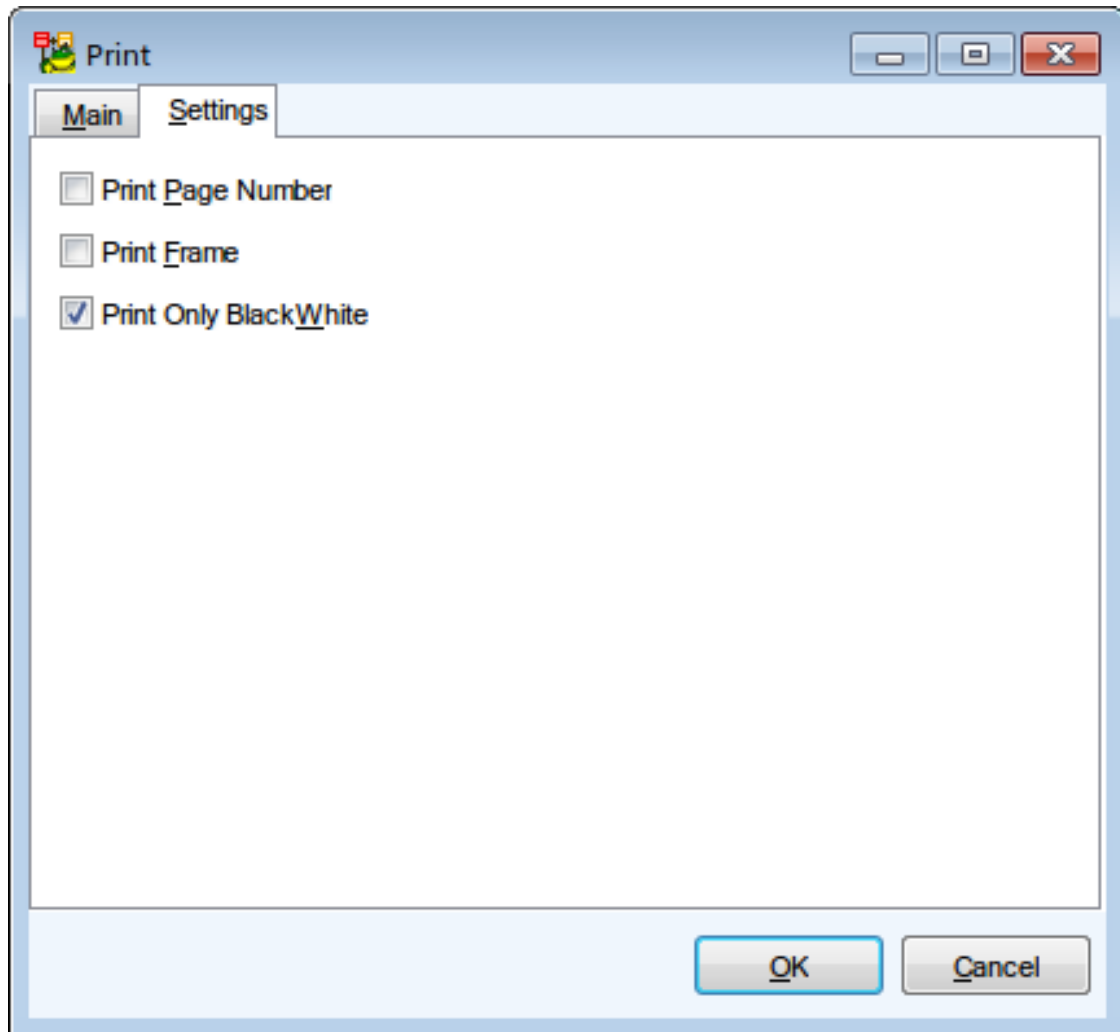 Print
Main Settings
Print Page Number
Print Frame
Print Only BlackWhite
OK Cancel